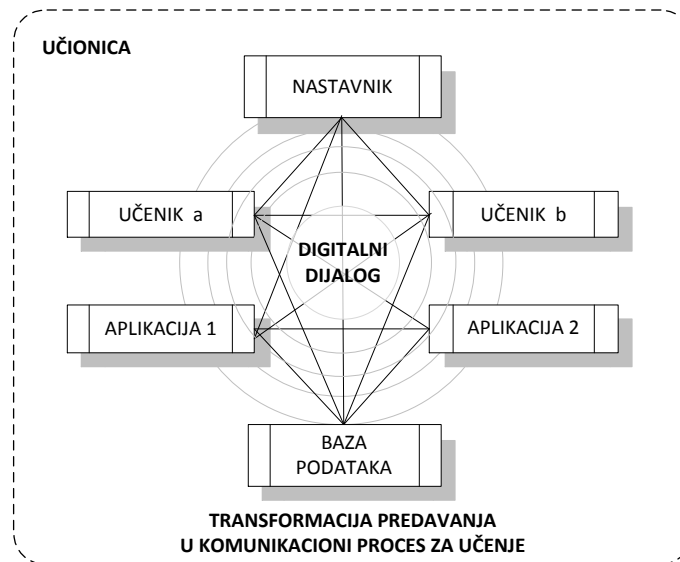 UČIONICA
NASTAVNIK
UČENIK a
UČENIK b
DIGITALNI
DIJALOG
APLIKACIJA 1
APLIKACIJA 2
BAZA
PODATAKA
TRANSFORMACIJA PREDAVANJA
U KOMUNIKACIONI PROCES ZA UČENJE